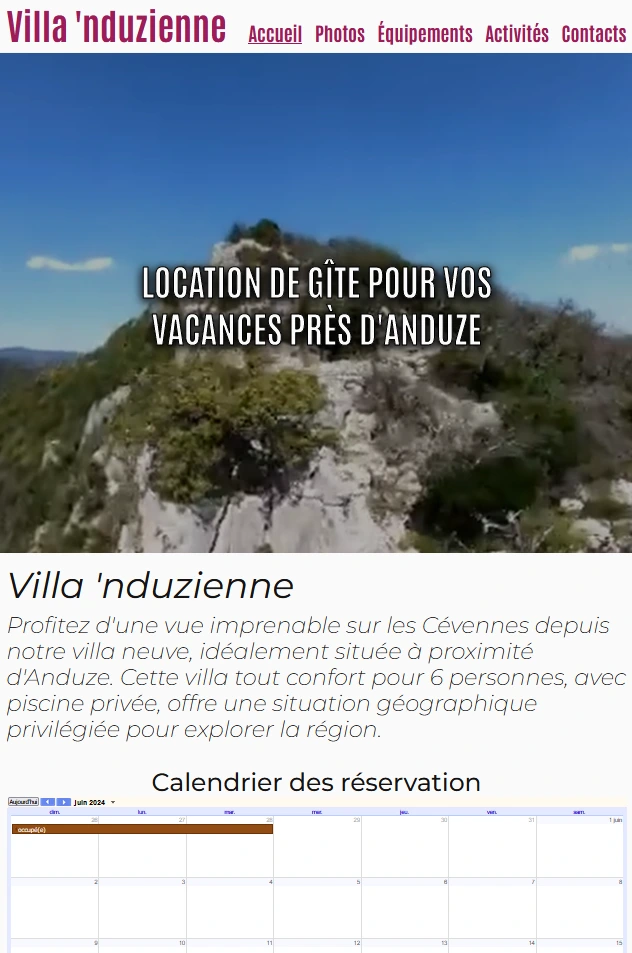 Villa 'nduzienne
Accueil Photos Équipements Activités Contacts
LOCATION DE GÎTE POUR VOS
VACANCES PRÈS D'ANDUZE
Villa 'nduzienne
Profitez d'une vue imprenable sur les Cévennes depuis
notre villa neuve, idéalement située à proximité
d'Anduze. Cette villa tout confort pour 6 personnes, avec
piscine privée, offre une situation géographique
privilégiée pour explorer la région.
Calendrier des réservation
Aujourd'hui juin 2024
dim. lun. mar. mer. jeu. ven. sam.
26 27 28 29 30 31 1 juin
occupé(e)
2 3 4 5 6 7 8
9 10 11 12 13 14 15